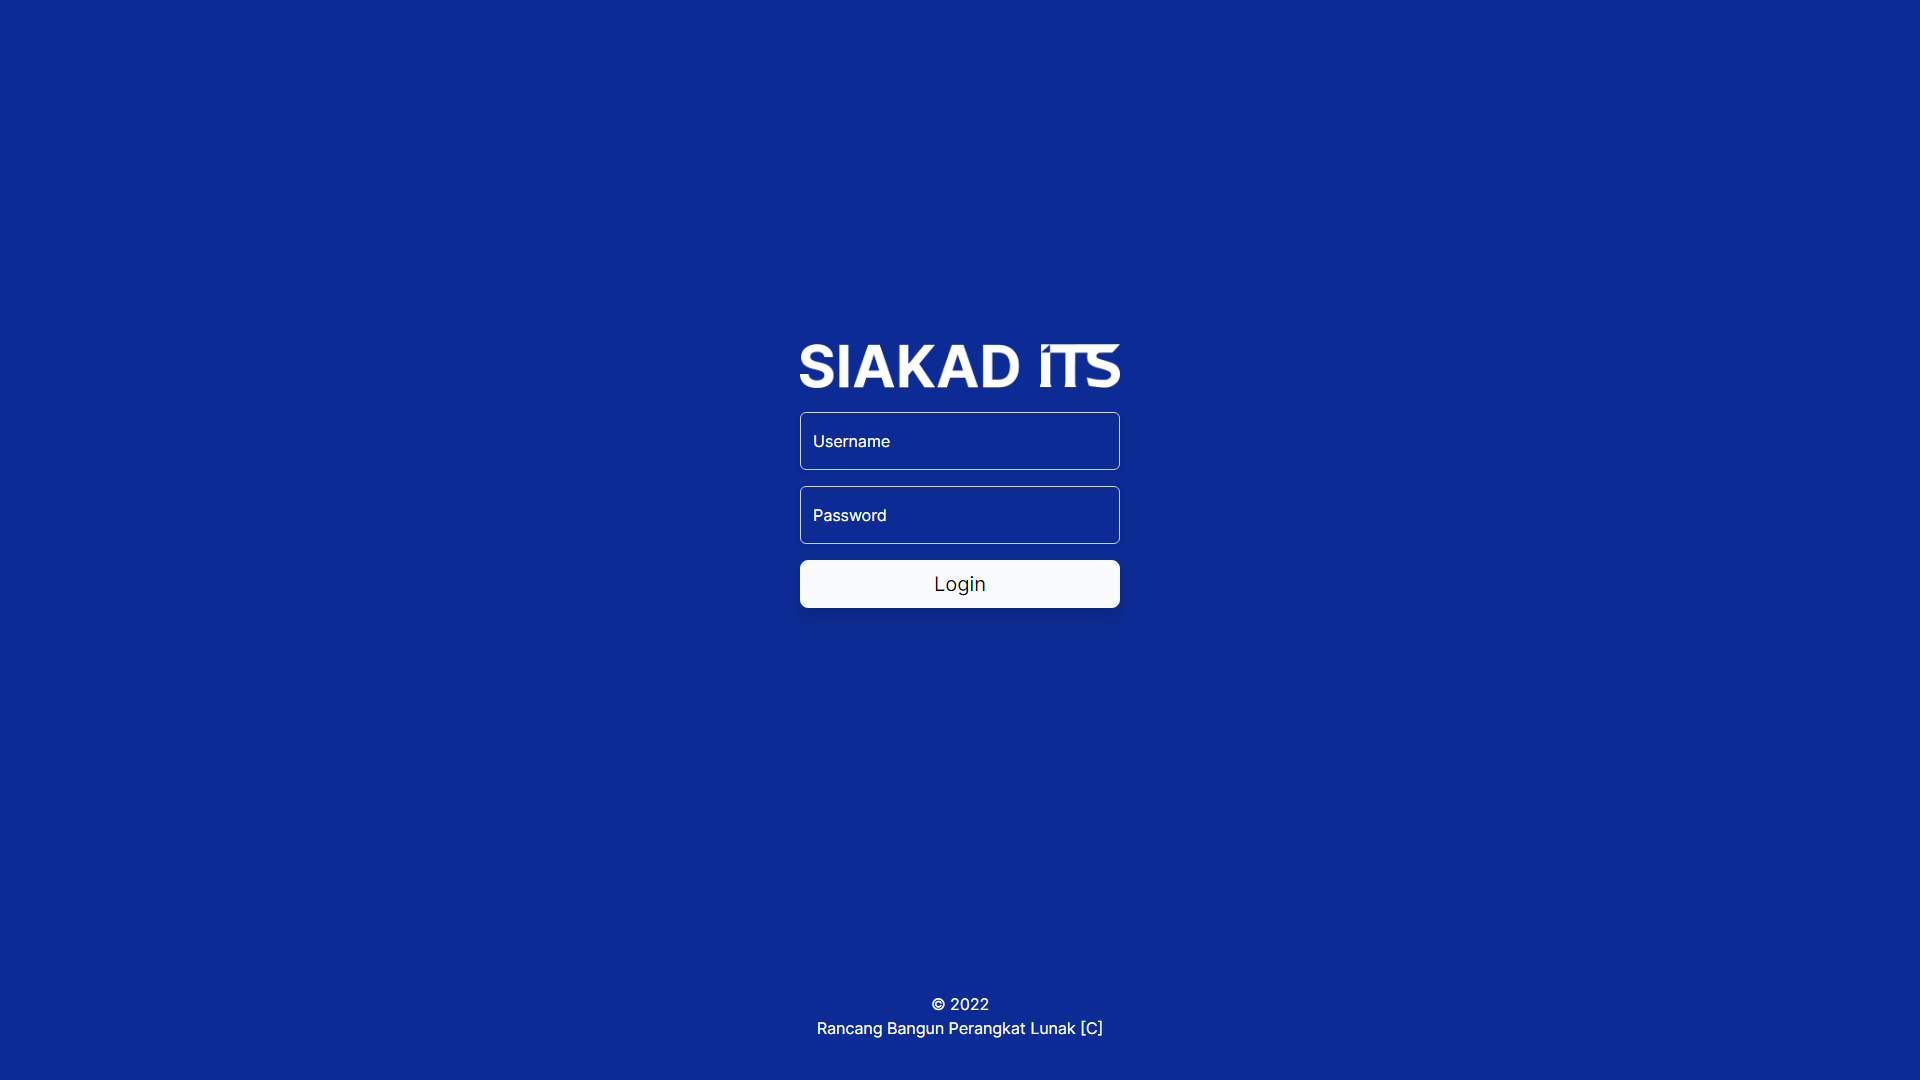 SIAKAD iTS
Username
Password
Login
© 2022
Rancang Bangun Perangkat Lunak [C]